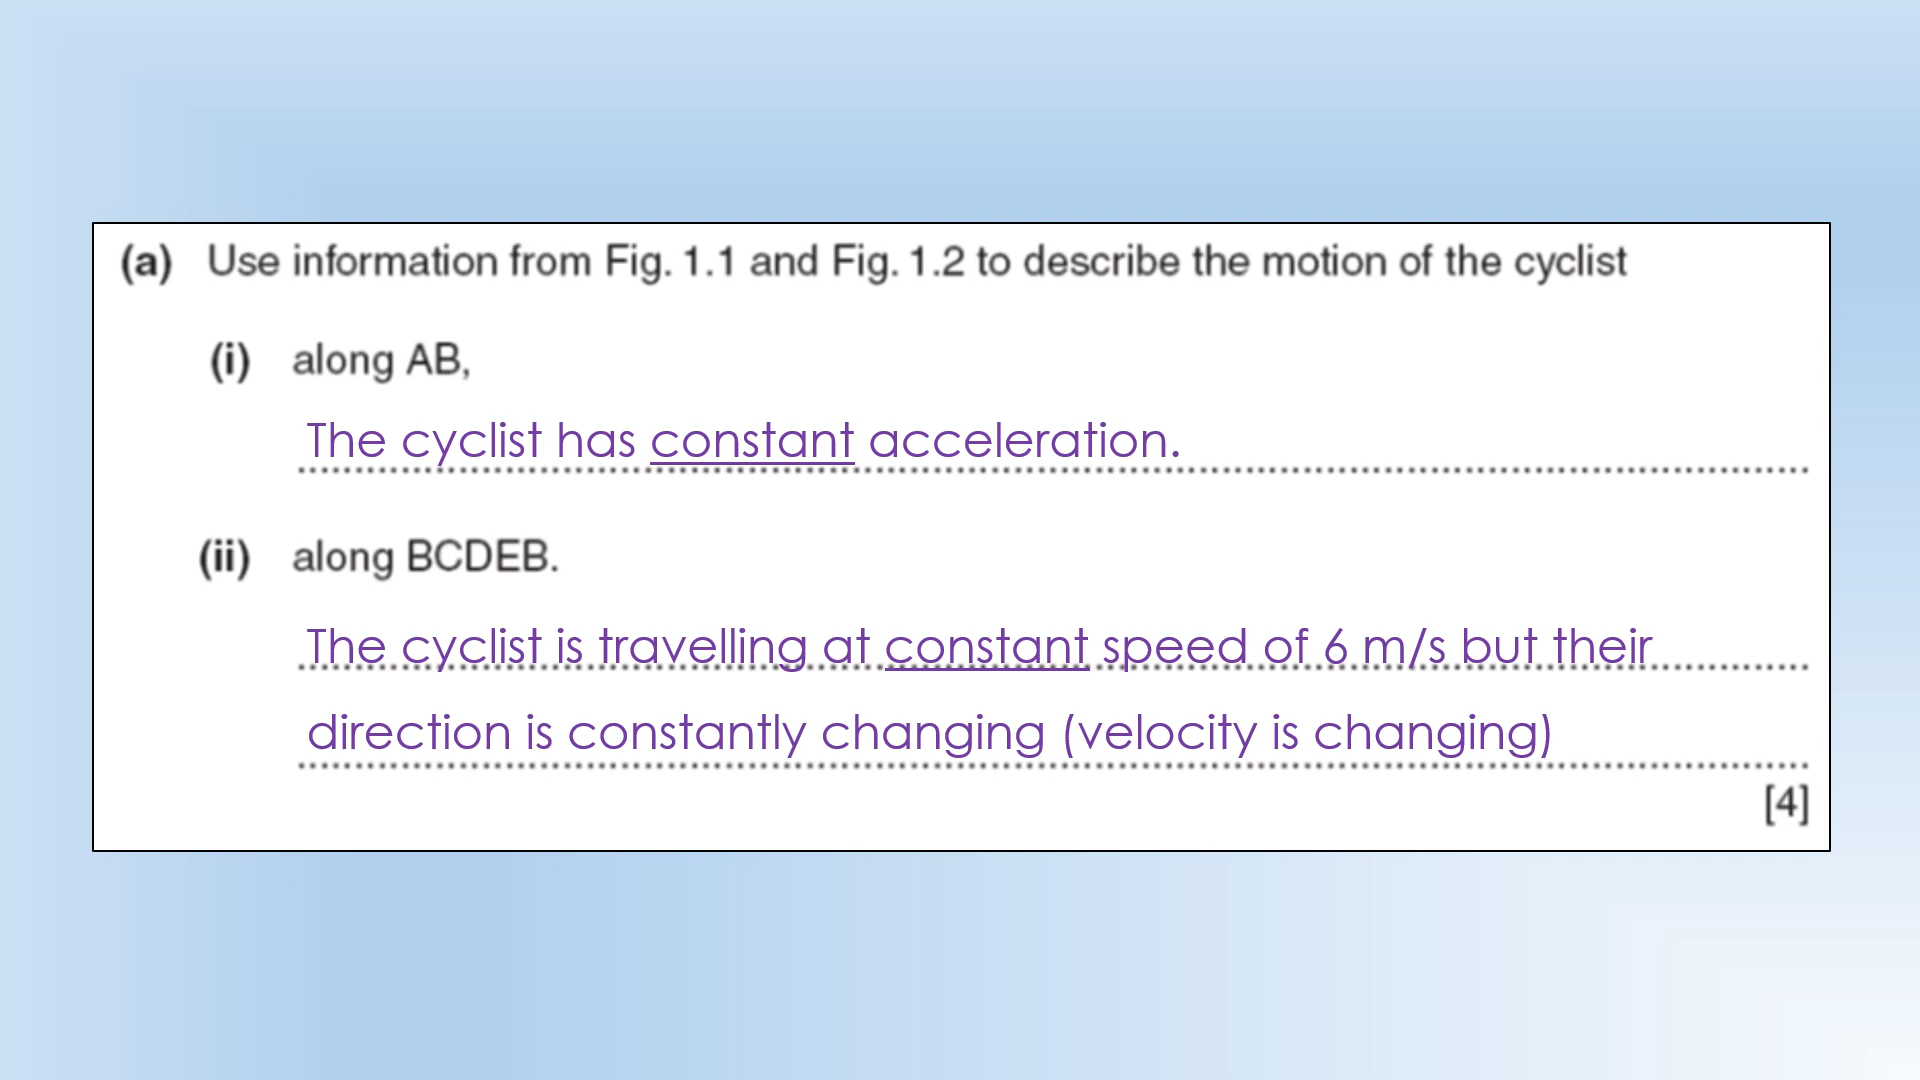 (a) Use information from Fig. 1.1 and Fig. 1.2 to describe the motion of the cyclist
(i) along AB,
The cyclist has constant acceleration.
(ii) along BCDEB.
The cyclist is travelling at constant speed of 6 m/s but their
direction is constantly changing (velocity is changing)
[4]